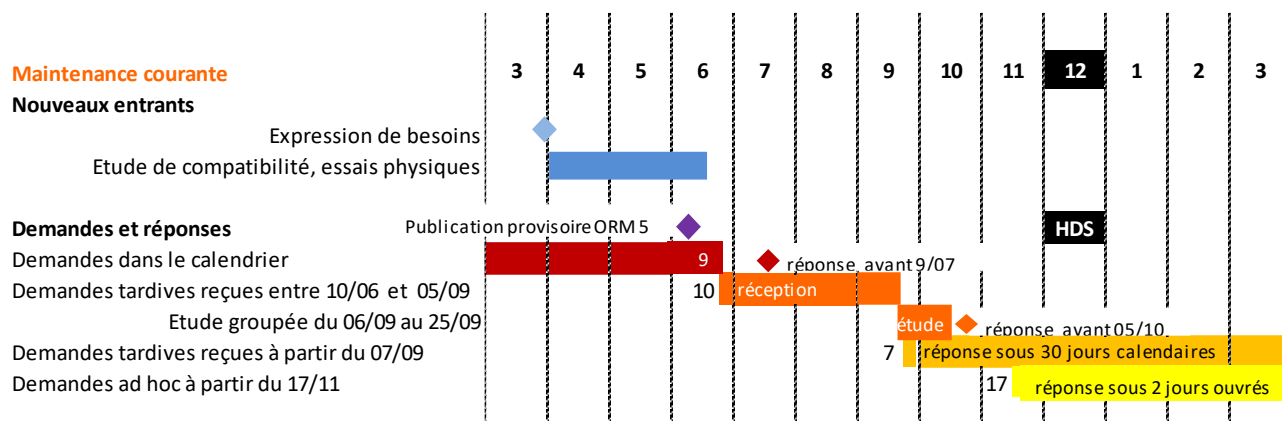 Maintenance courante 3 4 5 6 7 8 9 10 11 12 1 2 3
Nouveaux entrants
Expression de besoins
Etude de compatibilité, essais physiques
Demandes et réponses Publication provisoire ORM 5 HDS
Demandes dans le calendrier 9 réponse avant 9/07
Demandes tardives reçues entre 10/06 et 05/09 10 réception
Etude groupée du 06/09 au 25/09 étude réponse avant 05/10
Demandes tardives reçues à partir du 07/09 7 réponse sous 30 jours calendaires
Demandes ad hoc à partir du 17/11 17 réponse sous 2 jours ouvrés